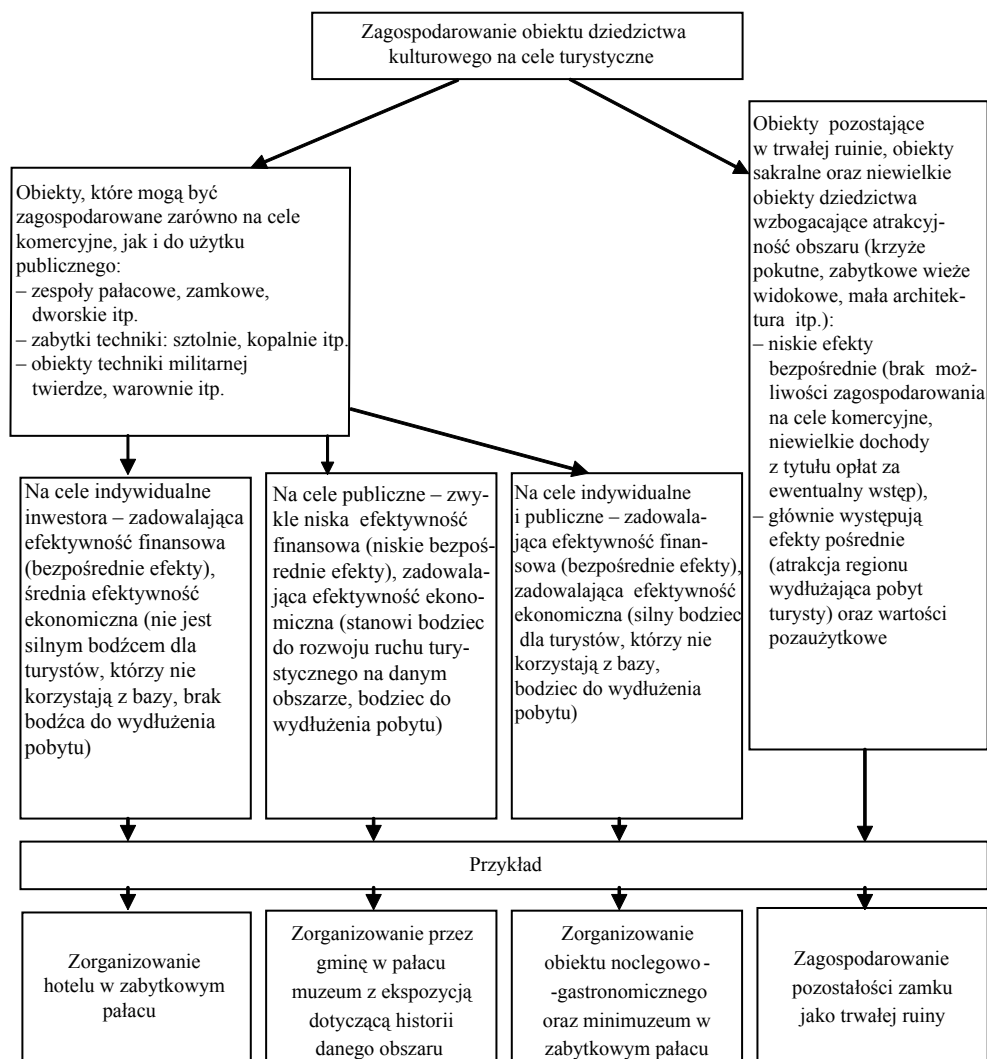 Zagospodarowanie obiektu dziedzictwa
kulturowego na cele turystyczne
Obiekty, które mogą być
zagospodarowane zarówno na cele
komercyjne, jak i do użytku
publicznego:
– zespoły pałacowe, zamkowe,
dworskie itp.
– zabytki techniki: sztolnie, kopalnie itp.
– obiekty techniki militarnej
twierdze, warownie itp.
Obiekty pozostające
w trwałej ruinie, obiekty
sakralne oraz niewielkie
obiekty dziedzictwa
wzbogacające atrakcyj-
ność obszaru (krzyże
pokutne, zabytkowe wieże
widokowe, mała architek-
tura itp.):
– niskie efekty
bezpośrednie (brak moż-
liwości zagospodarowania
na cele komercyjne,
niewielkie dochody
z tytułu opłat za
ewentualny wstęp),
– głównie występują
efekty pośrednie
(atrakcja regionu
wydłużająca pobyt
turysty) oraz wartości
pozaużytkowe
Na cele indywidualne
inwestora – zadowalająca
efektywność finansowa
(bezpośrednie efekty),
średnia efektywność
ekonomiczna (nie jest
silnym bodźcem dla
turystów, którzy nie
korzystają z bazy, brak
bodźca do wydłużenia
pobytu)
Na cele publiczne – zwy-
kle niska efektywność
finansowa (niskie bezpoś-
rednie efekty), zadowala-
jąca efektywność ekono-
miczna (stanowi bodziec
do rozwoju ruchu tury-
stycznego na danym
obszarze, bodziec do
wydłużenia pobytu)
Na cele indywidualne
i publiczne – zadowala-
jąca efektywność finan-
sowa (bezpośrednie efekty),
zadowalająca efektywność
ekonomiczna (silny bodziec
dla turystów, którzy nie
korzystają z bazy,
bodziec do wydłużenia
pobytu)
Przykład
Zorganizowanie
hotelu w zabytkowym
pałacu
Zorganizowanie przez
gminę w pałacu
muzeum z ekspozycją
dotyczącą historii
danego obszaru
Zorganizowanie
obiektu noclegowo -
-gastronomicznego
oraz minimuzeum w
zabytkowym pałacu
Zagospodarowanie
pozostałości zamku
jako trwałej ruiny